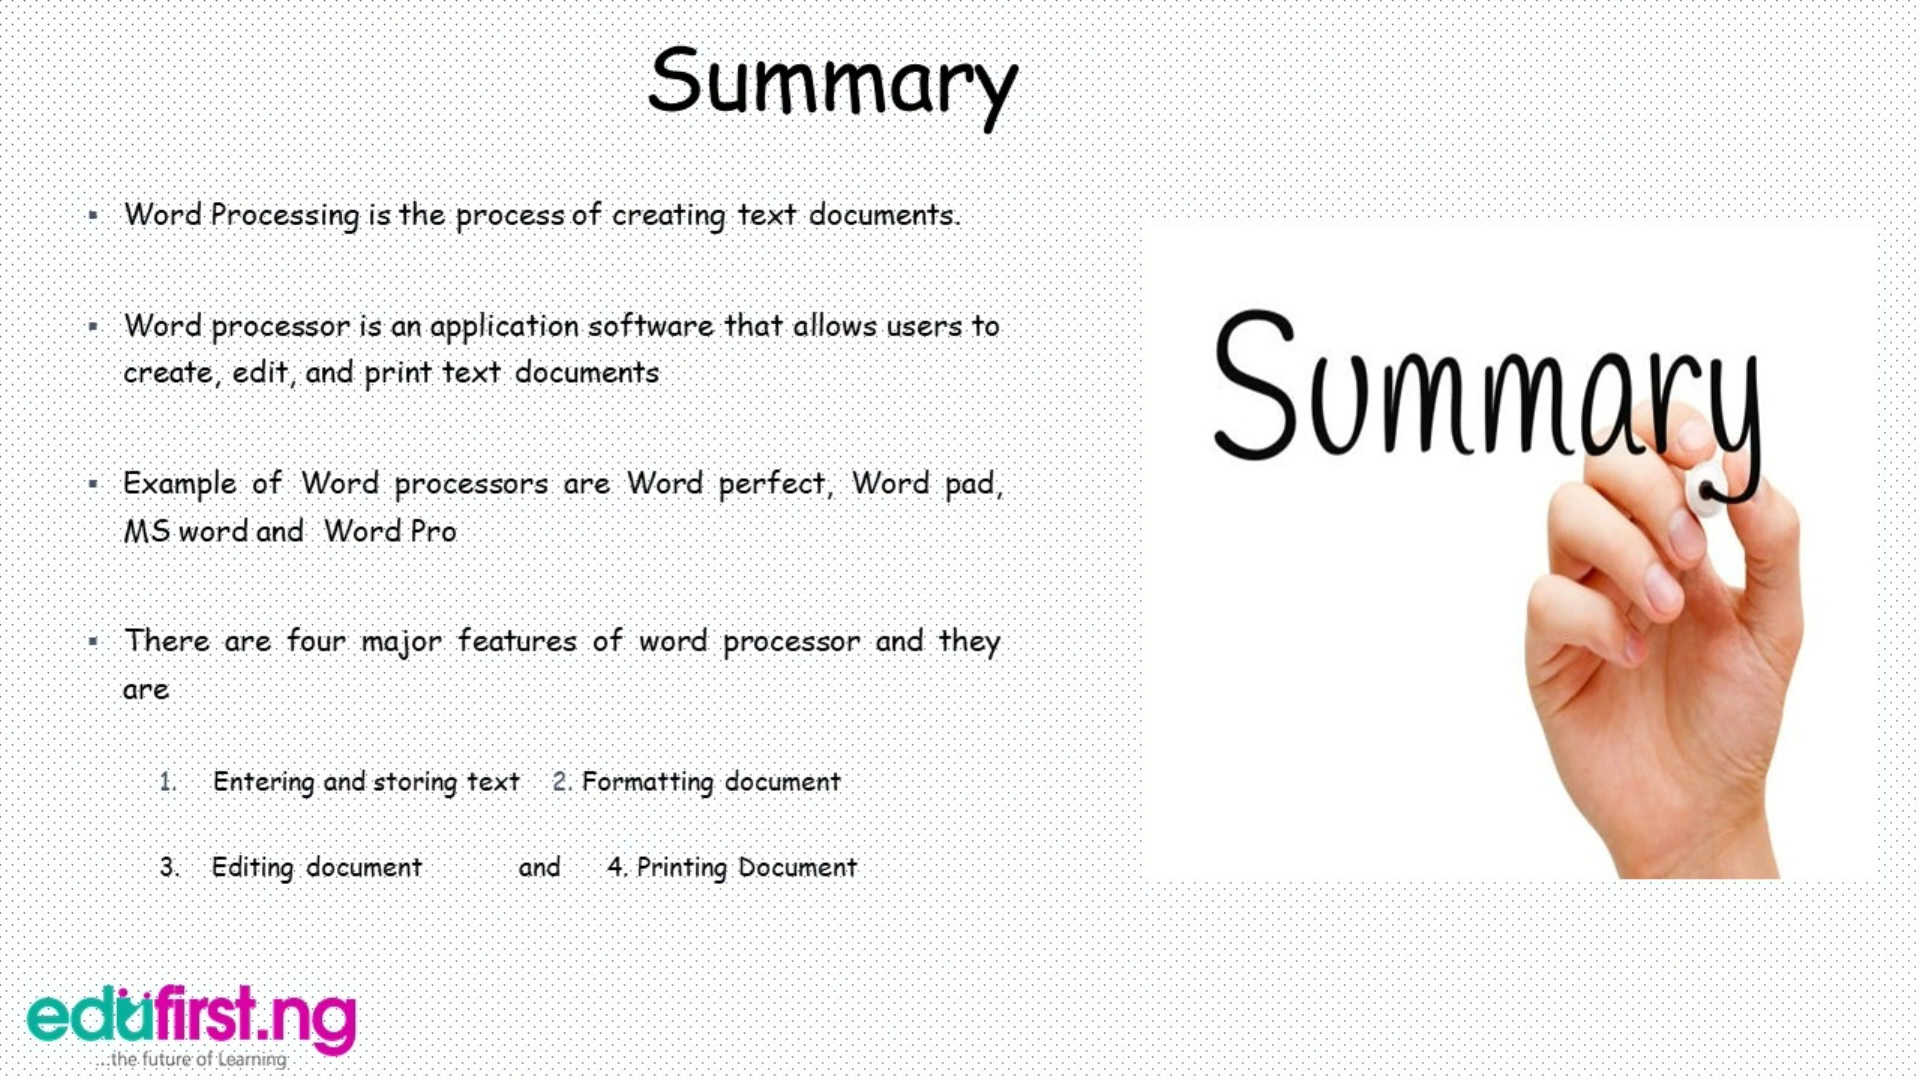 Summary
▪ Word Processing is the process of creating text documents.
▪ Word processor is an application software that allows users to
create, edit, and print text documents
▪ Example of Word processors are Word perfect, Word pad,
MS word and Word Pro
▪ There are four major features of word processor and they
are
1. Entering and storing text 2. Formatting document
3. Editing document and 4. Printing Document
Summary
edufirst.ng
...the future of Learning